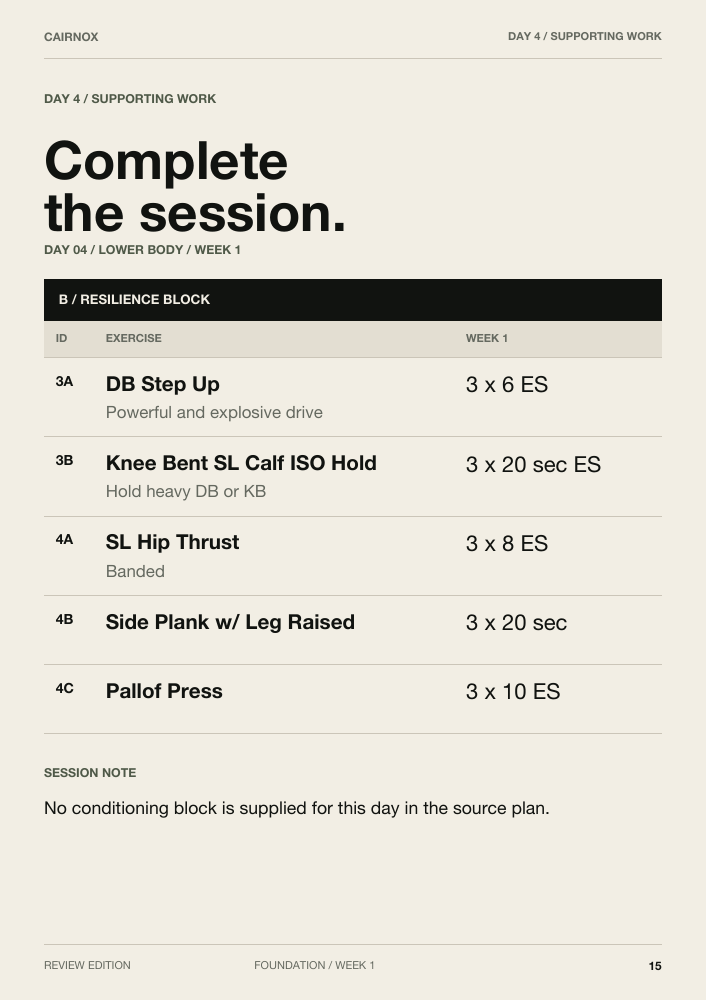 CAIRNOX DAY 4 / SUPPORTING WORK
DAY 4 / SUPPORTING WORK
Complete
the session.
DAY 04 / LOWER BODY / WEEK 1
B / RESILIENCE BLOCK
ID EXERCISE WEEK 1
3A DB Step Up 3 x 6 ES
Powerful and explosive drive
3B Knee Bent SL Calf ISO Hold 3 x 20 sec ES
Hold heavy DB or KB
4A SL Hip Thrust 3 x 8 ES
Banded
4B Side Plank w/ Leg Raised 3 x 20 sec
4C Pallof Press 3 x 10 ES
SESSION NOTE
No conditioning block is supplied for this day in the source plan.
REVIEW EDITION FOUNDATION / WEEK 1 15